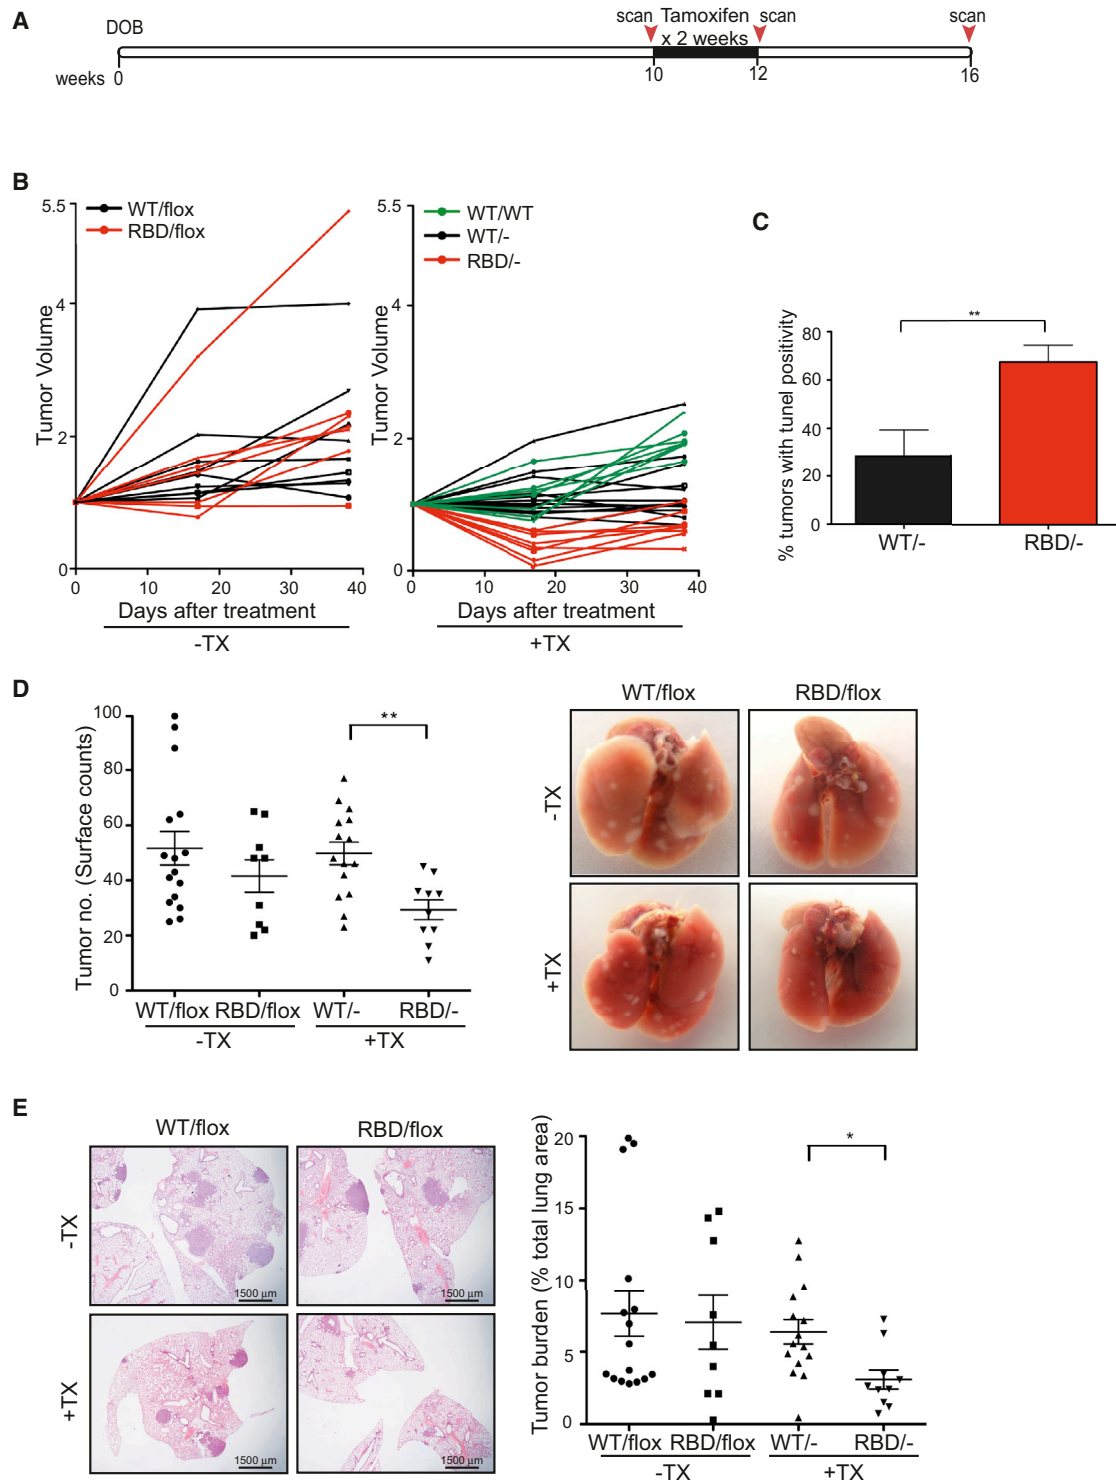 A
DOB
scan
Tamoxifen
x 2 weeks
scan
scan
weeks 0
10
12
16
B
5.5
4
2
0
Tumor Volume
WT/flox
RBD/flox
0 10 20 30 40
Days after treatment
-TX
5.5
4
2
0
Tumor Volume
WT/WT
WT/-
RBD/-
0 10 20 30 40
Days after treatment
+TX
C
% tumors with tunel positivity
80
60
40
20
0
**
WT/-
RBD/-
D
Tumor no. (Surface counts)
100
80
60
40
20
0
**
WT/flox RBD/flox WT/- RBD/-
-TX
+TX
WT/flox
RBD/flox
-TX
+TX
E
WT/flox
RBD/flox
-TX
1500 µm
1500 µm
+TX
1500 µm
1500 µm
Tumor burden (% total lung area)
20
15
10
5
0
*
WT/flox RBD/flox WT/- RBD/-
-TX
+TX